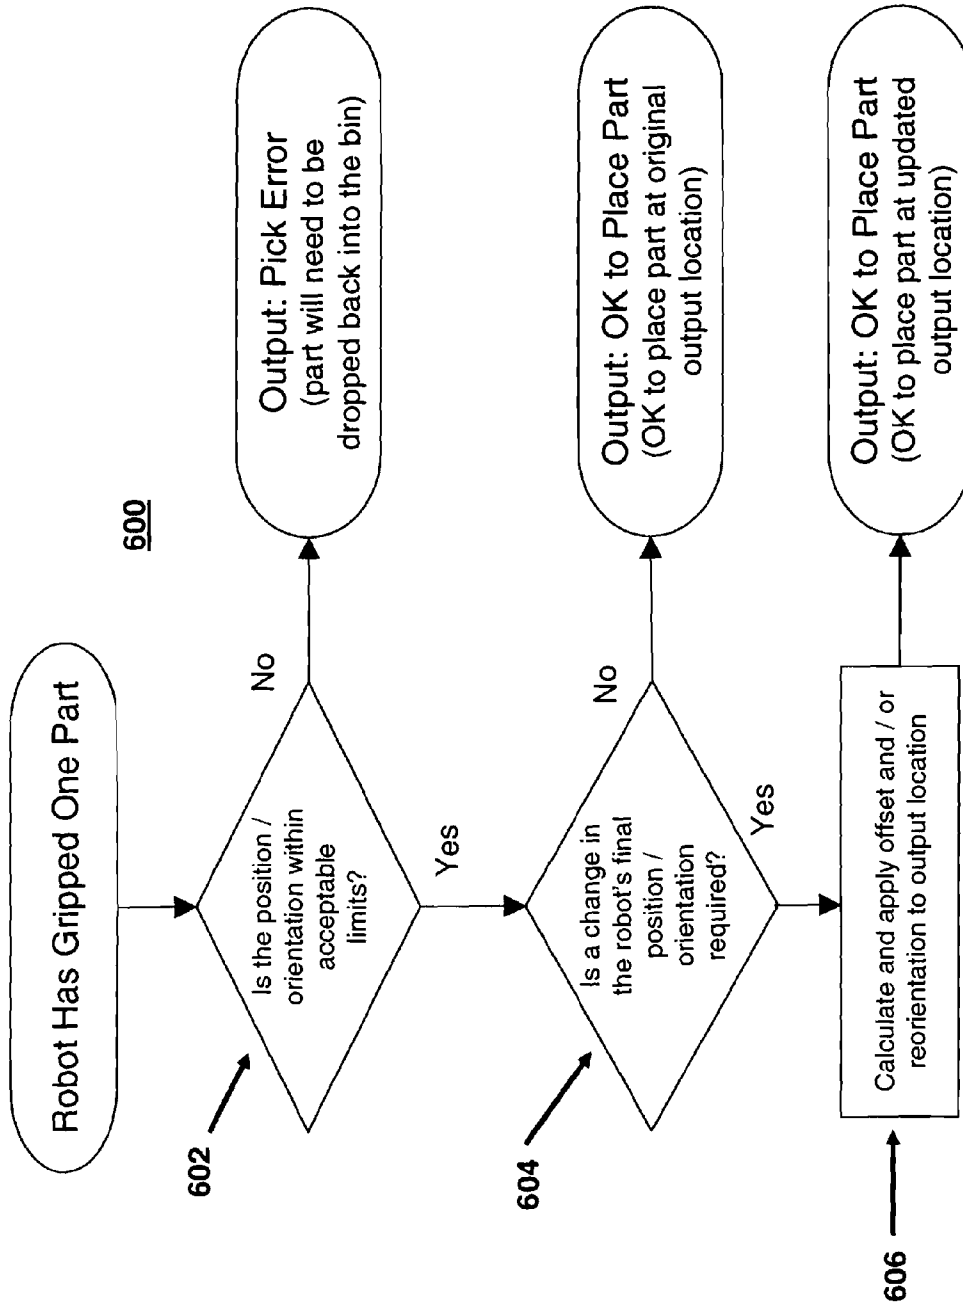 600
Robot Has Gripped One Part
602
Is the position /
orientation within
acceptable
limits?
No
Output: Pick Error
(part will need to be
dropped back into the bin)
Yes
604
Is a change in
the robot's final
position /
orientation
required?
No
Output: OK to Place Part
(OK to place part at original
output location)
Yes
606
Calculate and apply offset and / or
reorientation to output location
Output: OK to Place Part
(OK to place part at updated
output location)